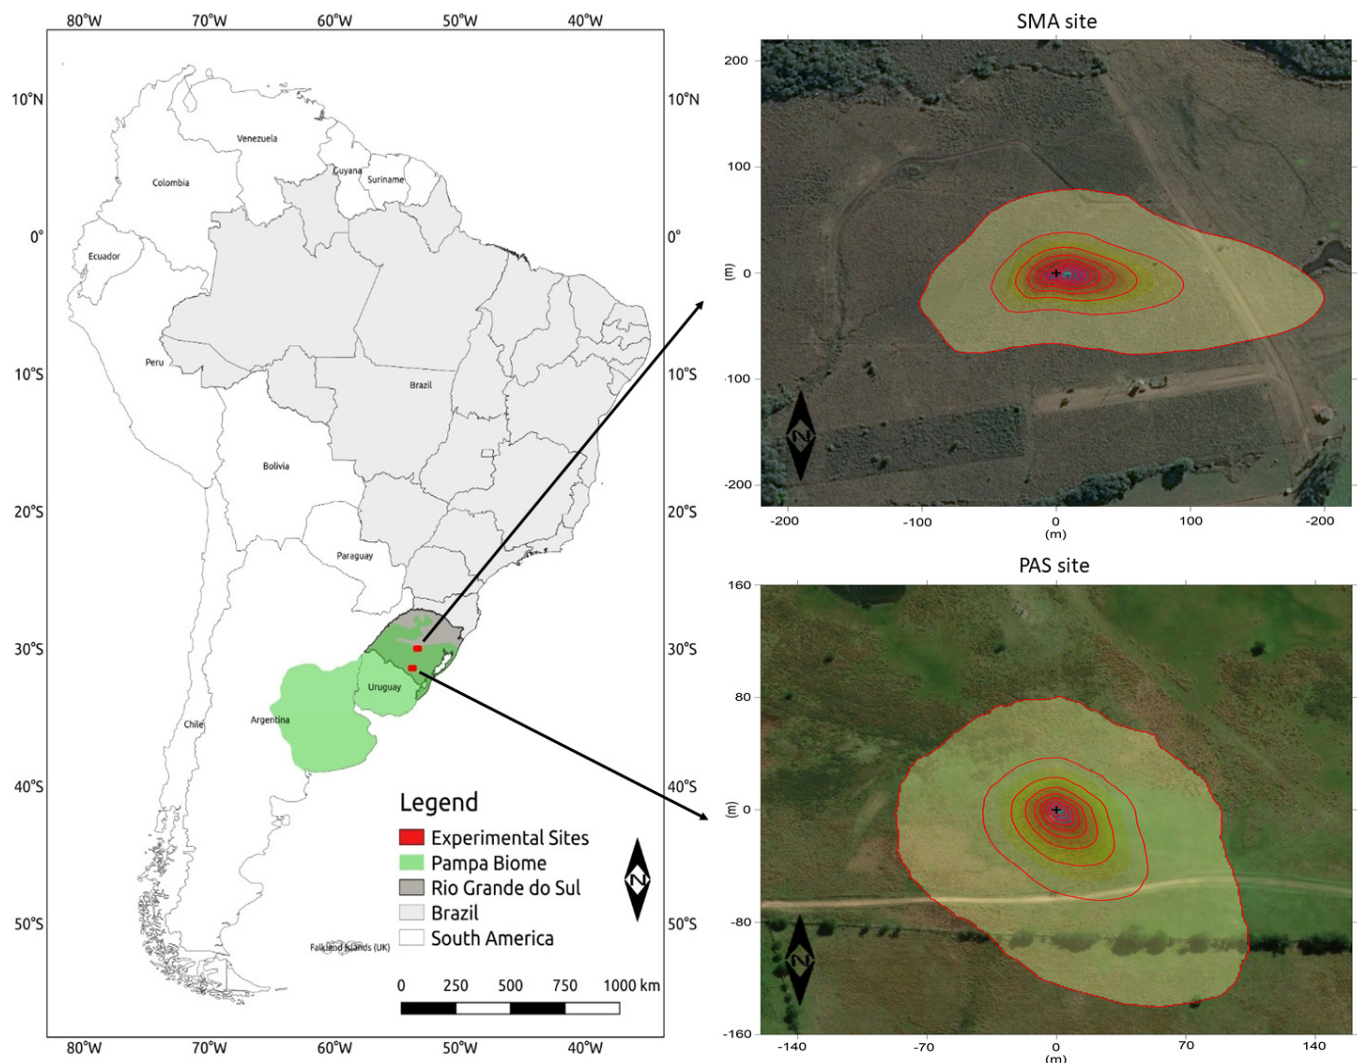 80°W 70°W 60°W 50°W 40°W
10°N
0°
10°S
20°S
30°S
40°S
50°S
10°N
0°
10°S
20°S
30°S
40°S
50°S
Venezuela
Guyana
Suriname
Colombia
Ecuador
Peru
Brazil
Bolivia
Paraguay
Uruguay
Argentina
Chile
Falkland Islands (UK)
Legend
Experimental Sites
Pampa Biome
Rio Grande do Sul
Brazil
South America
N
0 250 500 750 1000 km
80°W 70°W 60°W 50°W 40°W
SMA site
200
100
0
-100
-200
(m)
N
-200 -100 0 100 200
(m)
PAS site
160
80
0
-80
-160
(m)
N
-140 -70 0 70 140
(m)